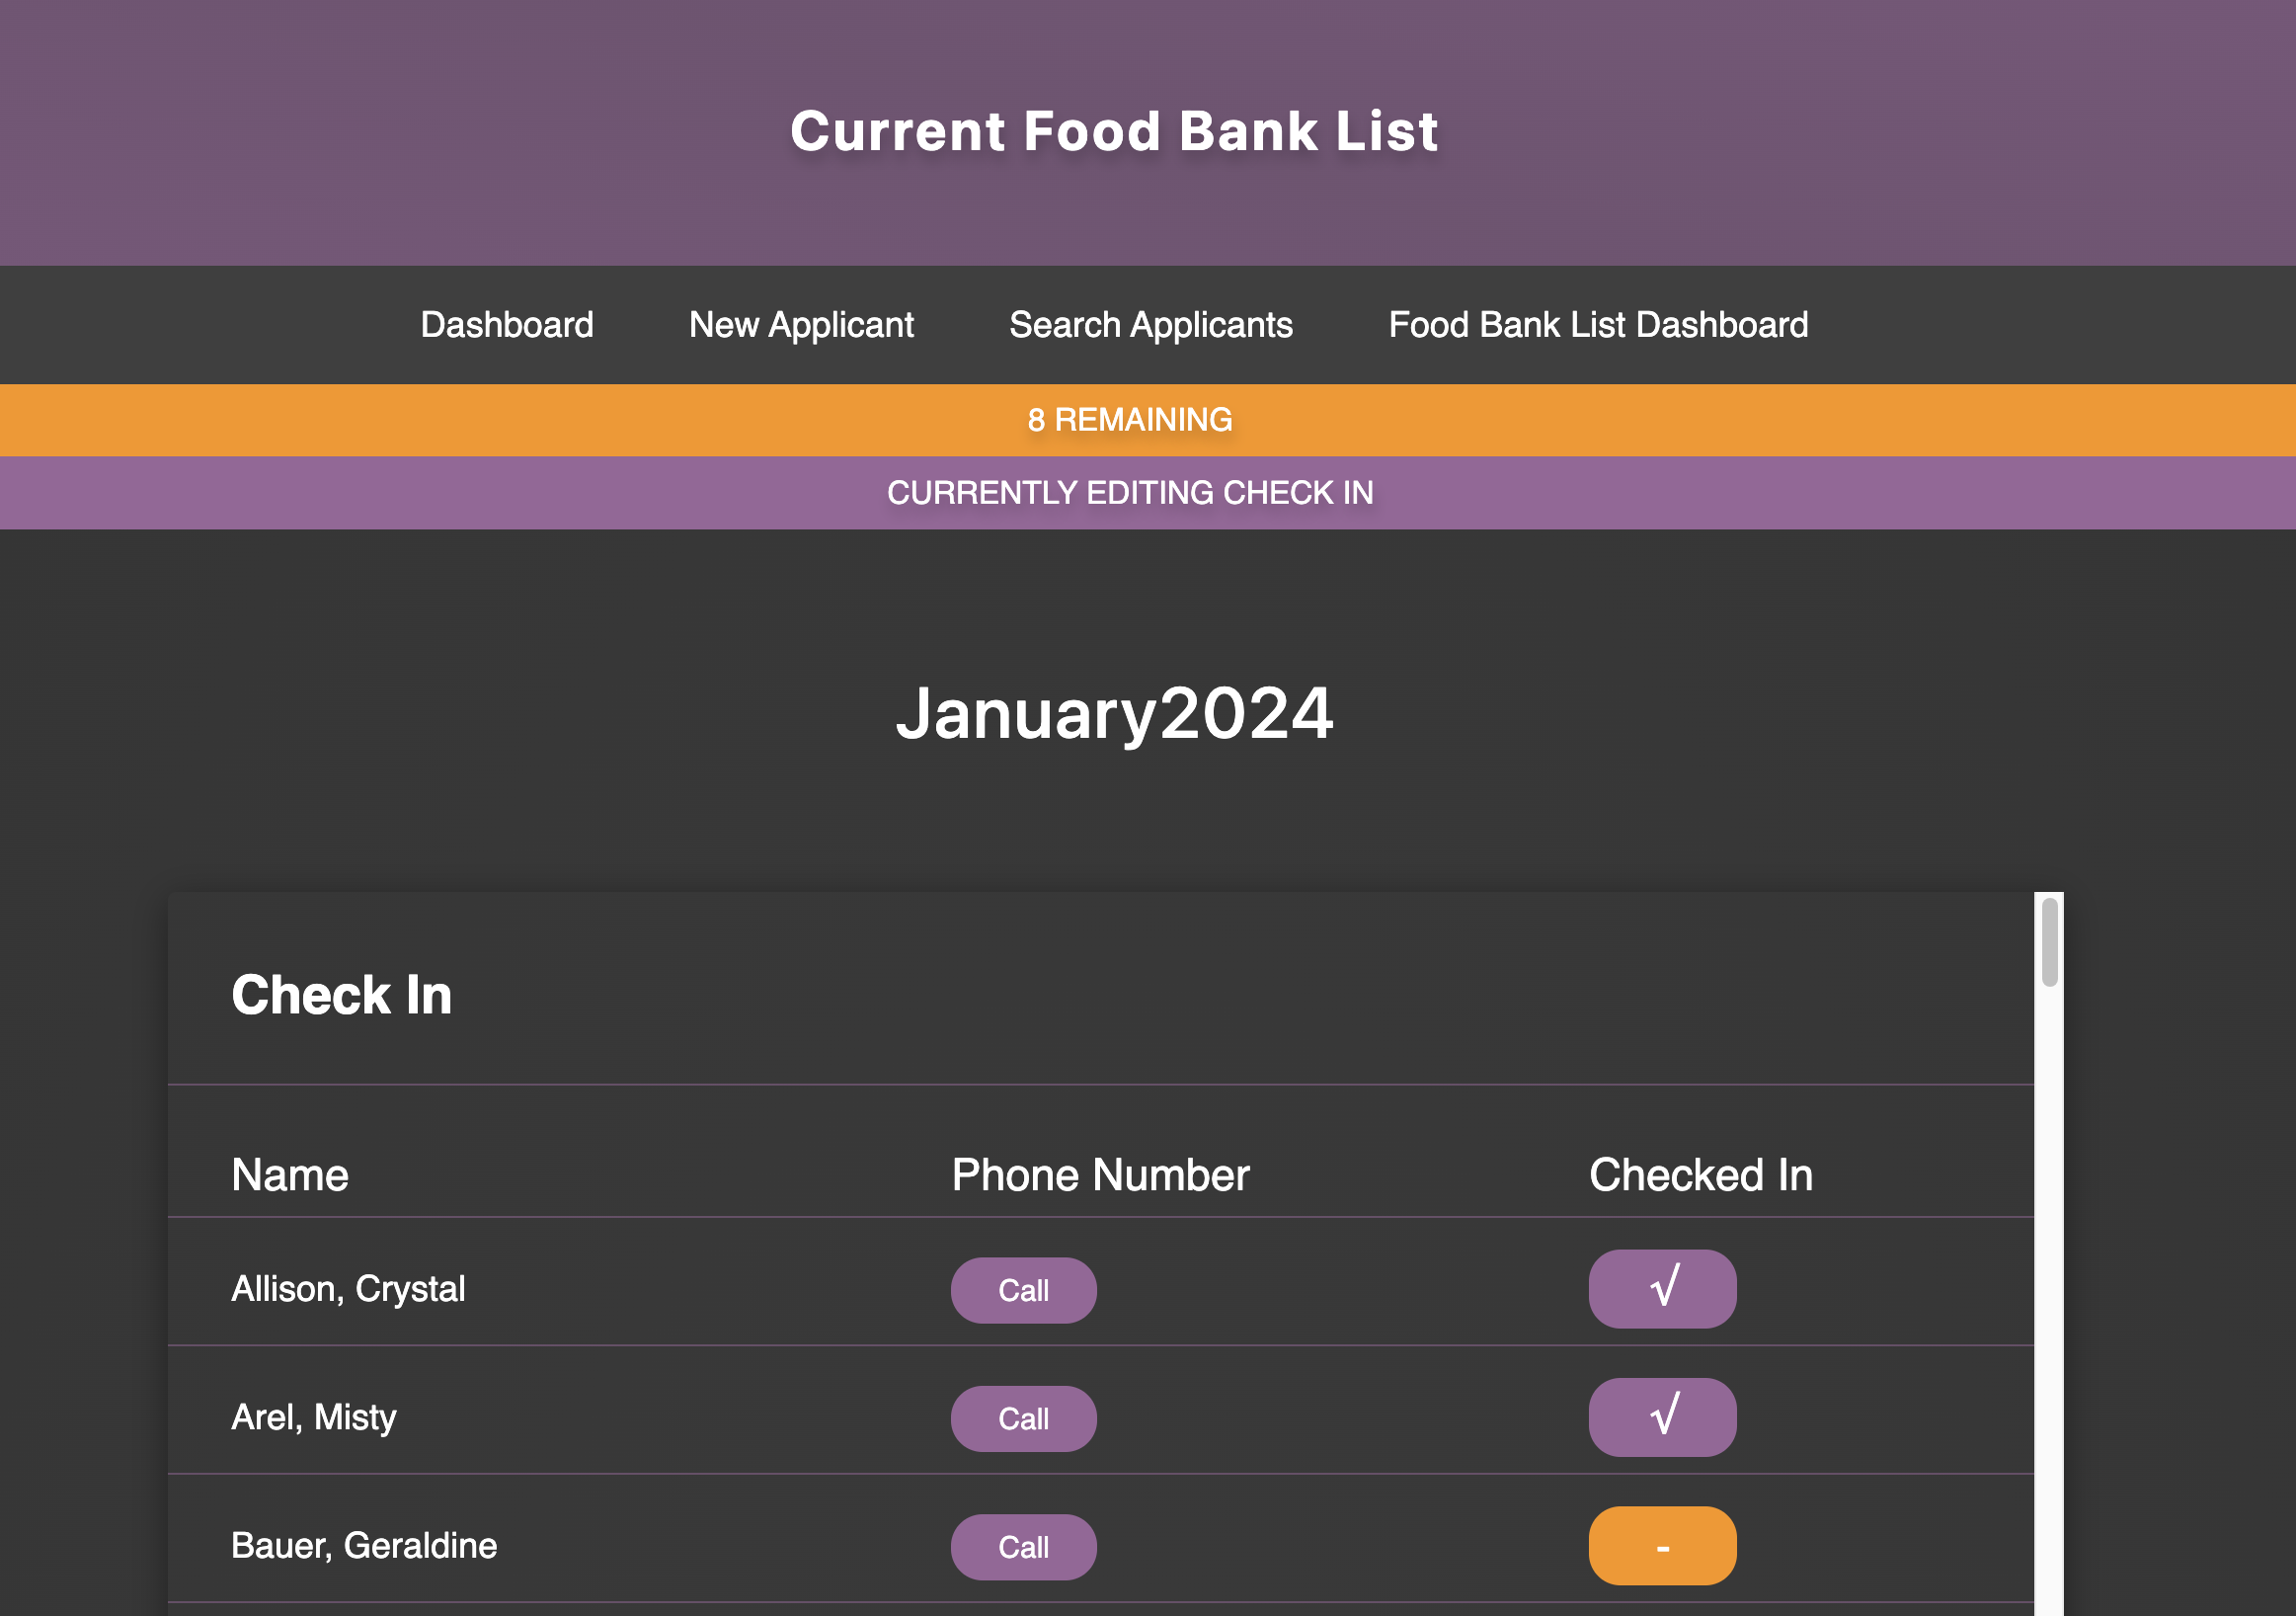 Current Food Bank List
Dashboard New Applicant Search Applicants Food Bank List Dashboard
8 REMAINING
CURRENTLY EDITING CHECK IN
January2024
Check In
Name Phone Number Checked In
Allison, Crystal Call √
Arel, Misty Call √
Bauer, Geraldine Call -